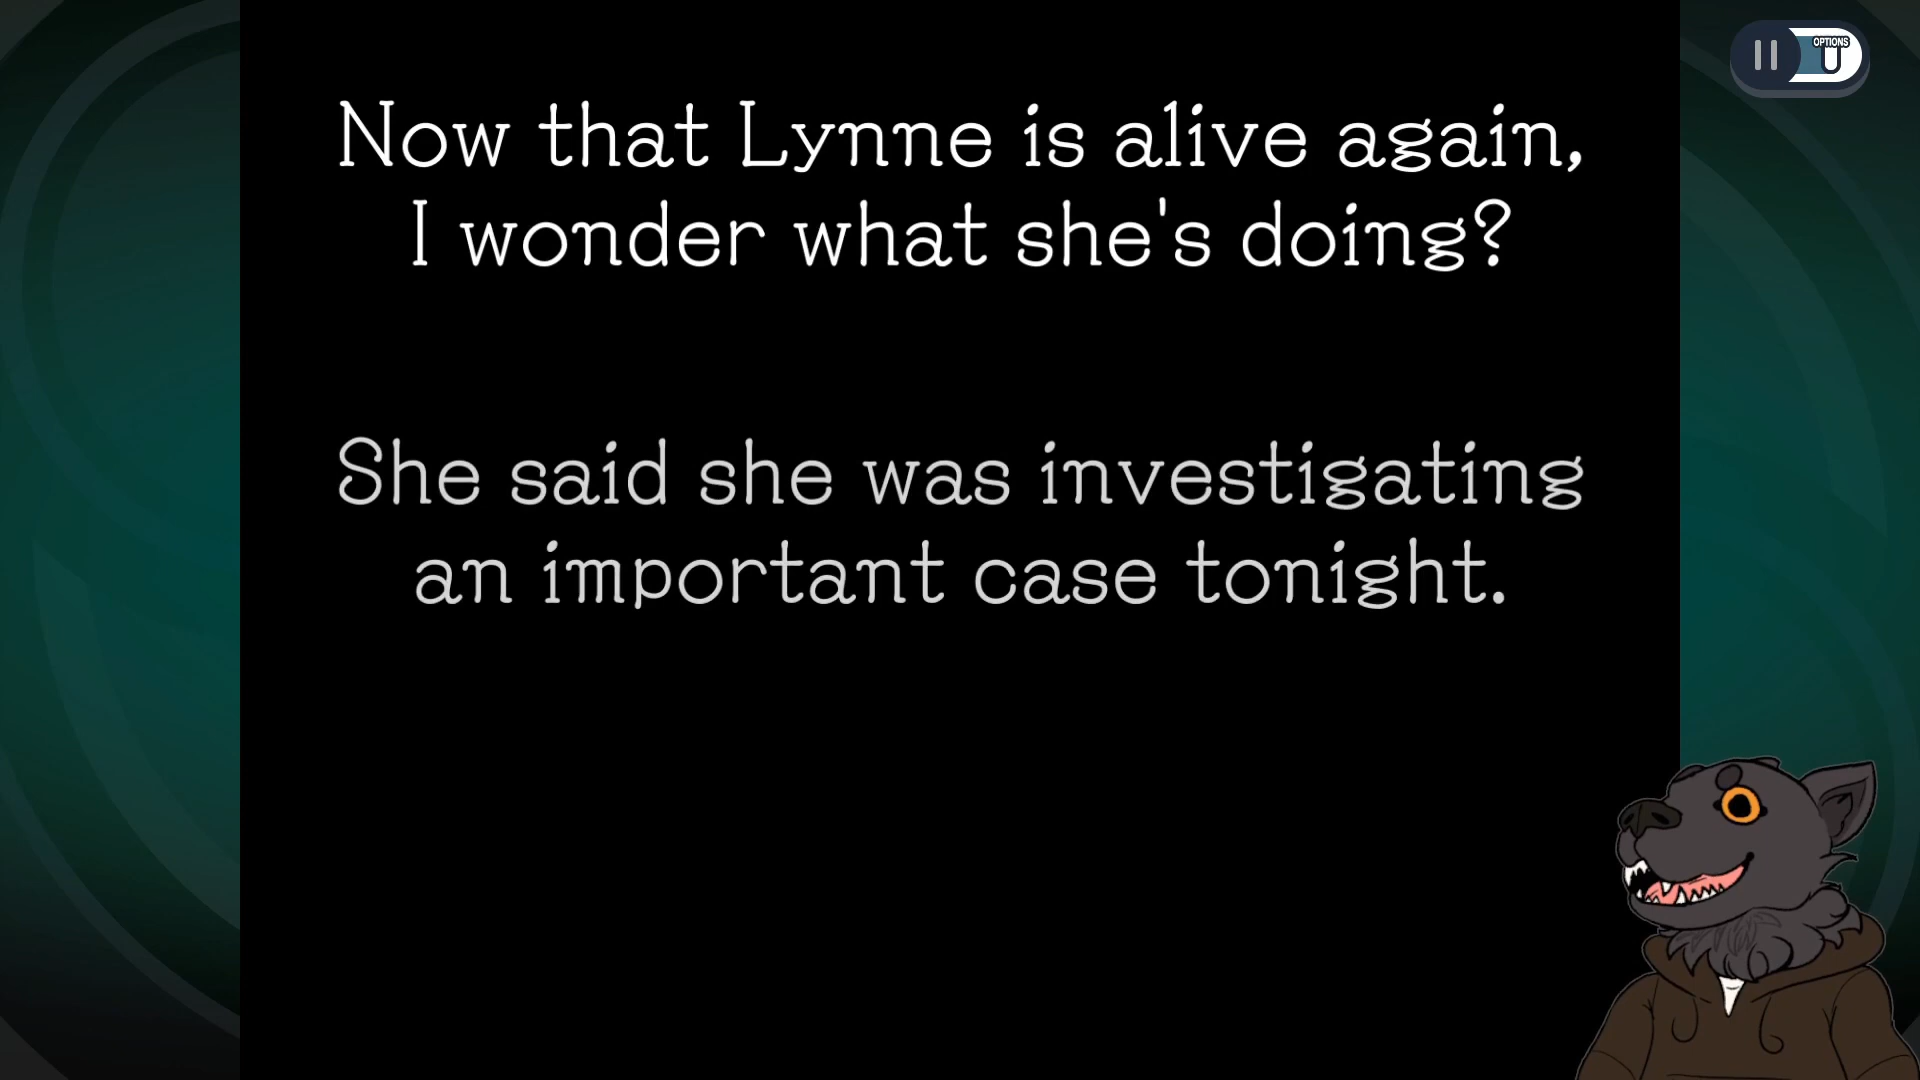 OPTIONS
Now that Lynne is alive again,
I wonder what she's doing?
She said she was investigating
an important case tonight.